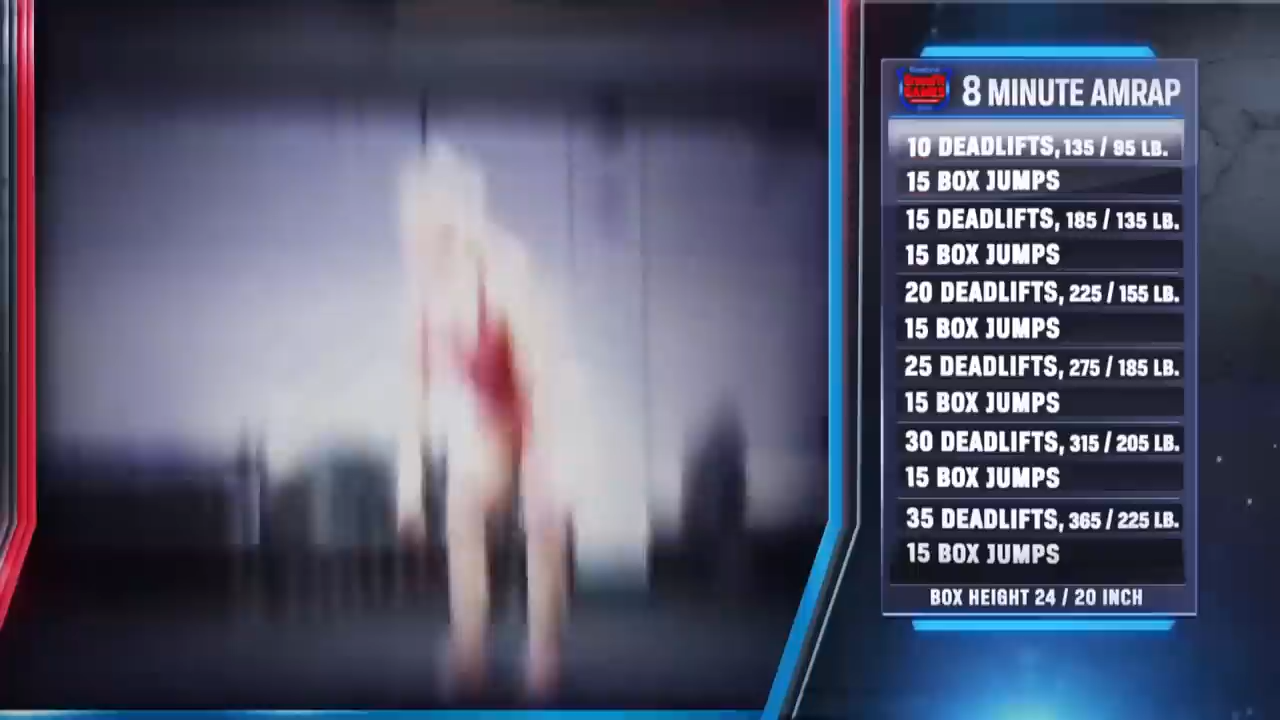 CrossFit
GAMES
8 MINUTE AMRAP
10 DEADLIFTS, 135 / 95 LB.
15 BOX JUMPS
15 DEADLIFTS, 185 / 135 LB.
15 BOX JUMPS
20 DEADLIFTS, 225 / 155 LB.
15 BOX JUMPS
25 DEADLIFTS, 275 / 185 LB.
15 BOX JUMPS
30 DEADLIFTS, 315 / 205 LB.
15 BOX JUMPS
35 DEADLIFTS, 365 / 225 LB.
15 BOX JUMPS
BOX HEIGHT 24 / 20 INCH